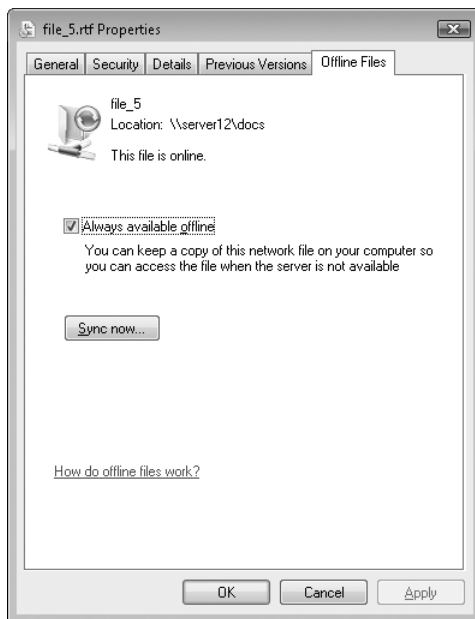 file_5.rtf Properties
General Security Details Previous Versions Offline Files
file_5
Location: \\server12\docs
This file is online.
Always available offline
You can keep a copy of this network file on your computer so
you can access the file when the server is not available
Sync now...
How do offline files work?
OK Cancel Apply